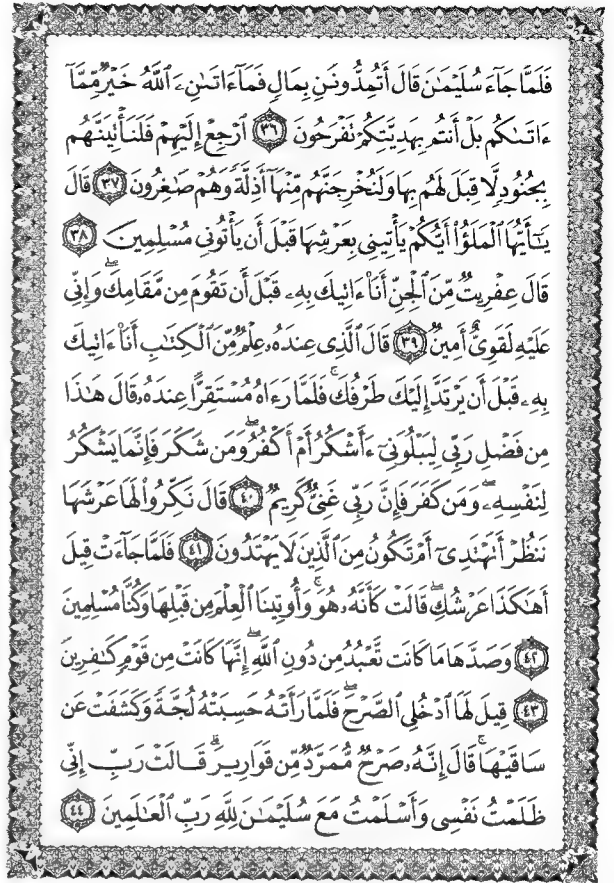 فَلَمَّا جَآءَ سُلَيْمَٰنَ قَالَ أَتُمِدُّونَنِ بِمَالٍ فَمَآ ءَاتَىٰنِۦَ ٱللَّهُ خَيْرٌ مِّمَّآ
ءَاتَىٰكُم بَلْ أَنتُم بِهَدِيَّتِكُمْ تَفْرَحُونَ ٣٦ ٱرْجِعْ إِلَيْهِمْ فَلَنَأْتِيَنَّهُم
بِجُنُودٍ لَّا قِبَلَ لَهُم بِهَا وَلَنُخْرِجَنَّهُم مِّنْهَآ أَذِلَّةً وَهُمْ صَٰغِرُونَ ٣٧ قَالَ
يَٰٓأَيُّهَا ٱلْمَلَؤُا۟ أَيُّكُمْ يَأْتِينِى بِعَرْشِهَا قَبْلَ أَن يَأْتُونِى مُسْلِمِينَ ٣٨
قَالَ عِفْرِيتٌ مِّنَ ٱلْجِنِّ أَنَا۠ ءَاتِيكَ بِهِۦ قَبْلَ أَن تَقُومَ مِن مَّقَامِكَ ۖ وَإِنِّى
عَلَيْهِ لَقَوِىٌّ أَمِينٌ ٣٩ قَالَ ٱلَّذِى عِندَهُۥ عِلْمٌ مِّنَ ٱلْكِتَٰبِ أَنَا۠ ءَاتِيكَ
بِهِۦ قَبْلَ أَن يَرْتَدَّ إِلَيْكَ طَرْفُكَ ۚ فَلَمَّا رَءَاهُ مُسْتَقِرًّا عِندَهُۥ قَالَ هَٰذَا
مِن فَضْلِ رَبِّى لِيَبْلُوَنِىٓ ءَأَشْكُرُ أَمْ أَكْفُرُ ۖ وَمَن شَكَرَ فَإِنَّمَا يَشْكُرُ
لِنَفْسِهِۦ ۖ وَمَن كَفَرَ فَإِنَّ رَبِّى غَنِىٌّ كَرِيمٌ ٤٠ قَالَ نَكِّرُوا۟ لَهَا عَرْشَهَا
نَنظُرْ أَتَهْتَدِىٓ أَمْ تَكُونُ مِنَ ٱلَّذِينَ لَا يَهْتَدُونَ ٤١ فَلَمَّا جَآءَتْ قِيلَ
أَهَٰكَذَا عَرْشُكِ ۖ قَالَتْ كَأَنَّهُۥ هُوَ ۚ وَأُوتِينَا ٱلْعِلْمَ مِن قَبْلِهَا وَكُنَّا مُسْلِمِينَ
٤٢ وَصَدَّهَا مَا كَانَت تَّعْبُدُ مِن دُونِ ٱللَّهِ ۖ إِنَّهَا كَانَتْ مِن قَوْمٍ كَٰفِرِينَ
٤٣ قِيلَ لَهَا ٱدْخُلِى ٱلصَّرْحَ ۖ فَلَمَّا رَأَتْهُ حَسِبَتْهُ لُجَّةً وَكَشَفَتْ عَن
سَاقَيْهَا ۚ قَالَ إِنَّهُۥ صَرْحٌ مُّمَرَّدٌ مِّن قَوَارِيرَ ۗ قَالَتْ رَبِّ إِنِّى
ظَلَمْتُ نَفْسِى وَأَسْلَمْتُ مَعَ سُلَيْمَٰنَ لِلَّهِ رَبِّ ٱلْعَٰلَمِينَ ٤٤